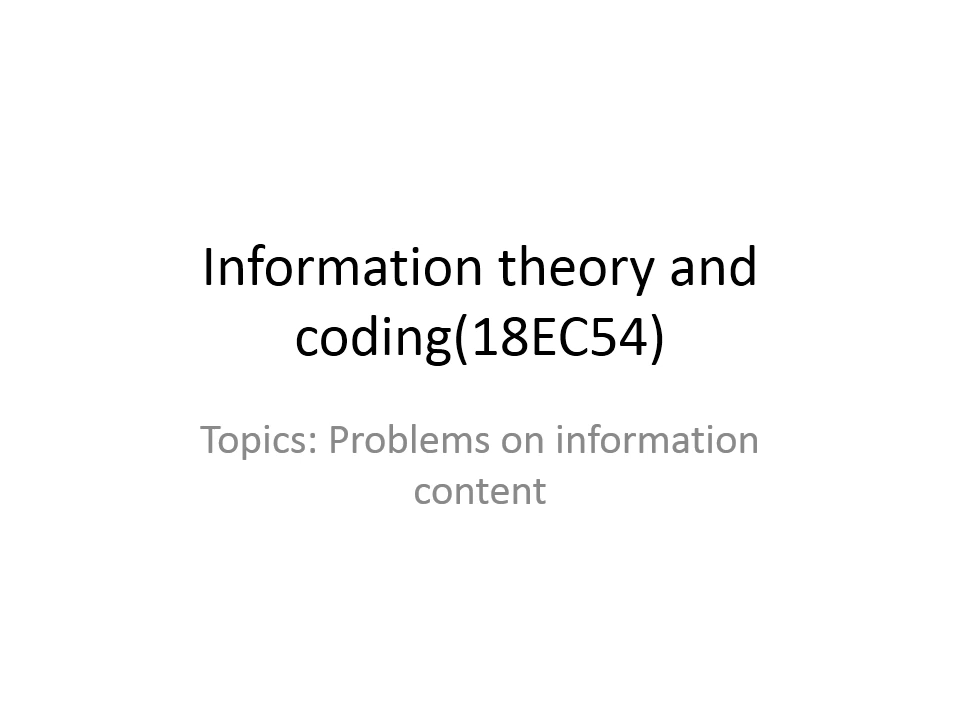 Information theory and
coding(18EC54)
Topics: Problems on information
content